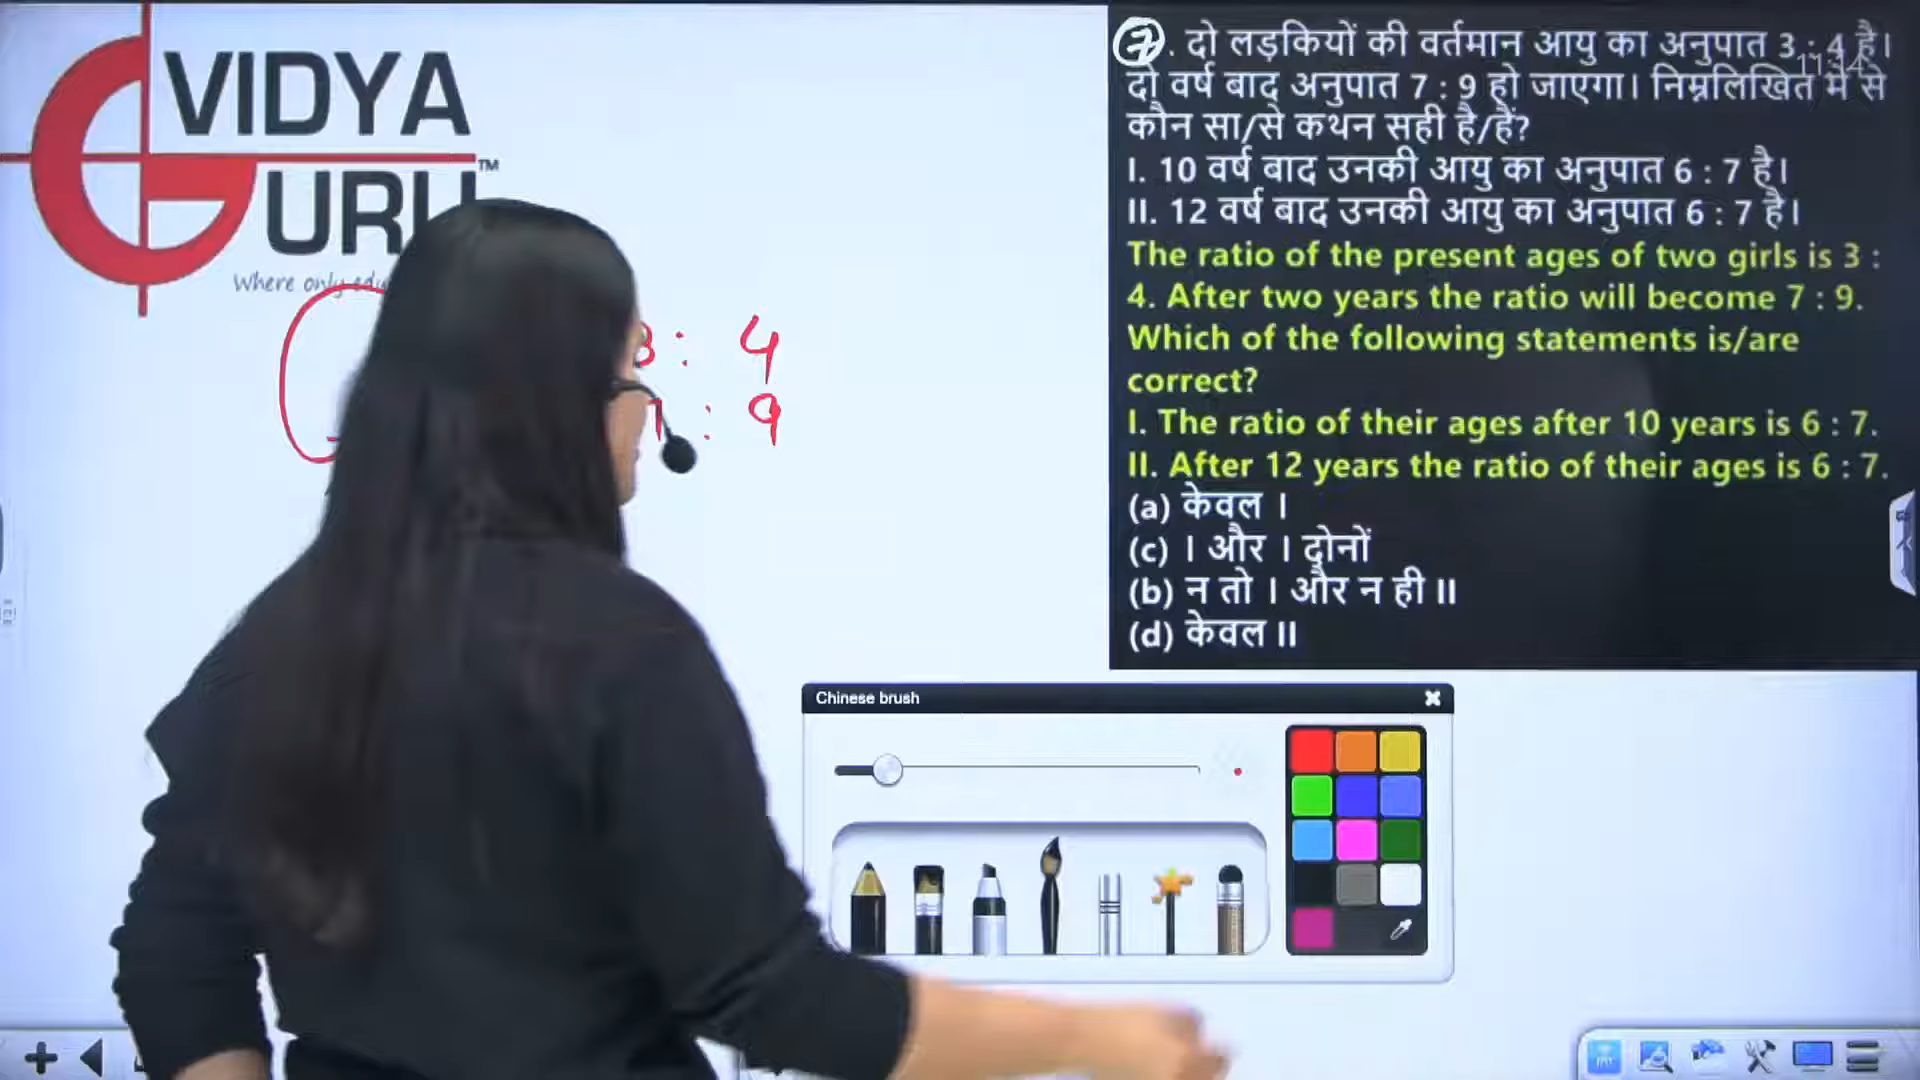 VIDYA
GURU™
Where only edu
3 : 4
7 : 9
7. दो लड़कियों की वर्तमान आयु का अनुपात 3 : 4 है।
दो वर्ष बाद अनुपात 7 : 9 हो जाएगा। निम्नलिखित में से
कौन सा/से कथन सही है/हैं?
I. 10 वर्ष बाद उनकी आयु का अनुपात 6 : 7 है।
II. 12 वर्ष बाद उनकी आयु का अनुपात 6 : 7 है।
The ratio of the present ages of two girls is 3 :
4. After two years the ratio will become 7 : 9.
Which of the following statements is/are
correct?
I. The ratio of their ages after 10 years is 6 : 7.
II. After 12 years the ratio of their ages is 6 : 7.
(a) केवल I
(c) I और I दोनों
(b) न तो I और न ही II
(d) केवल II
Chinese brush